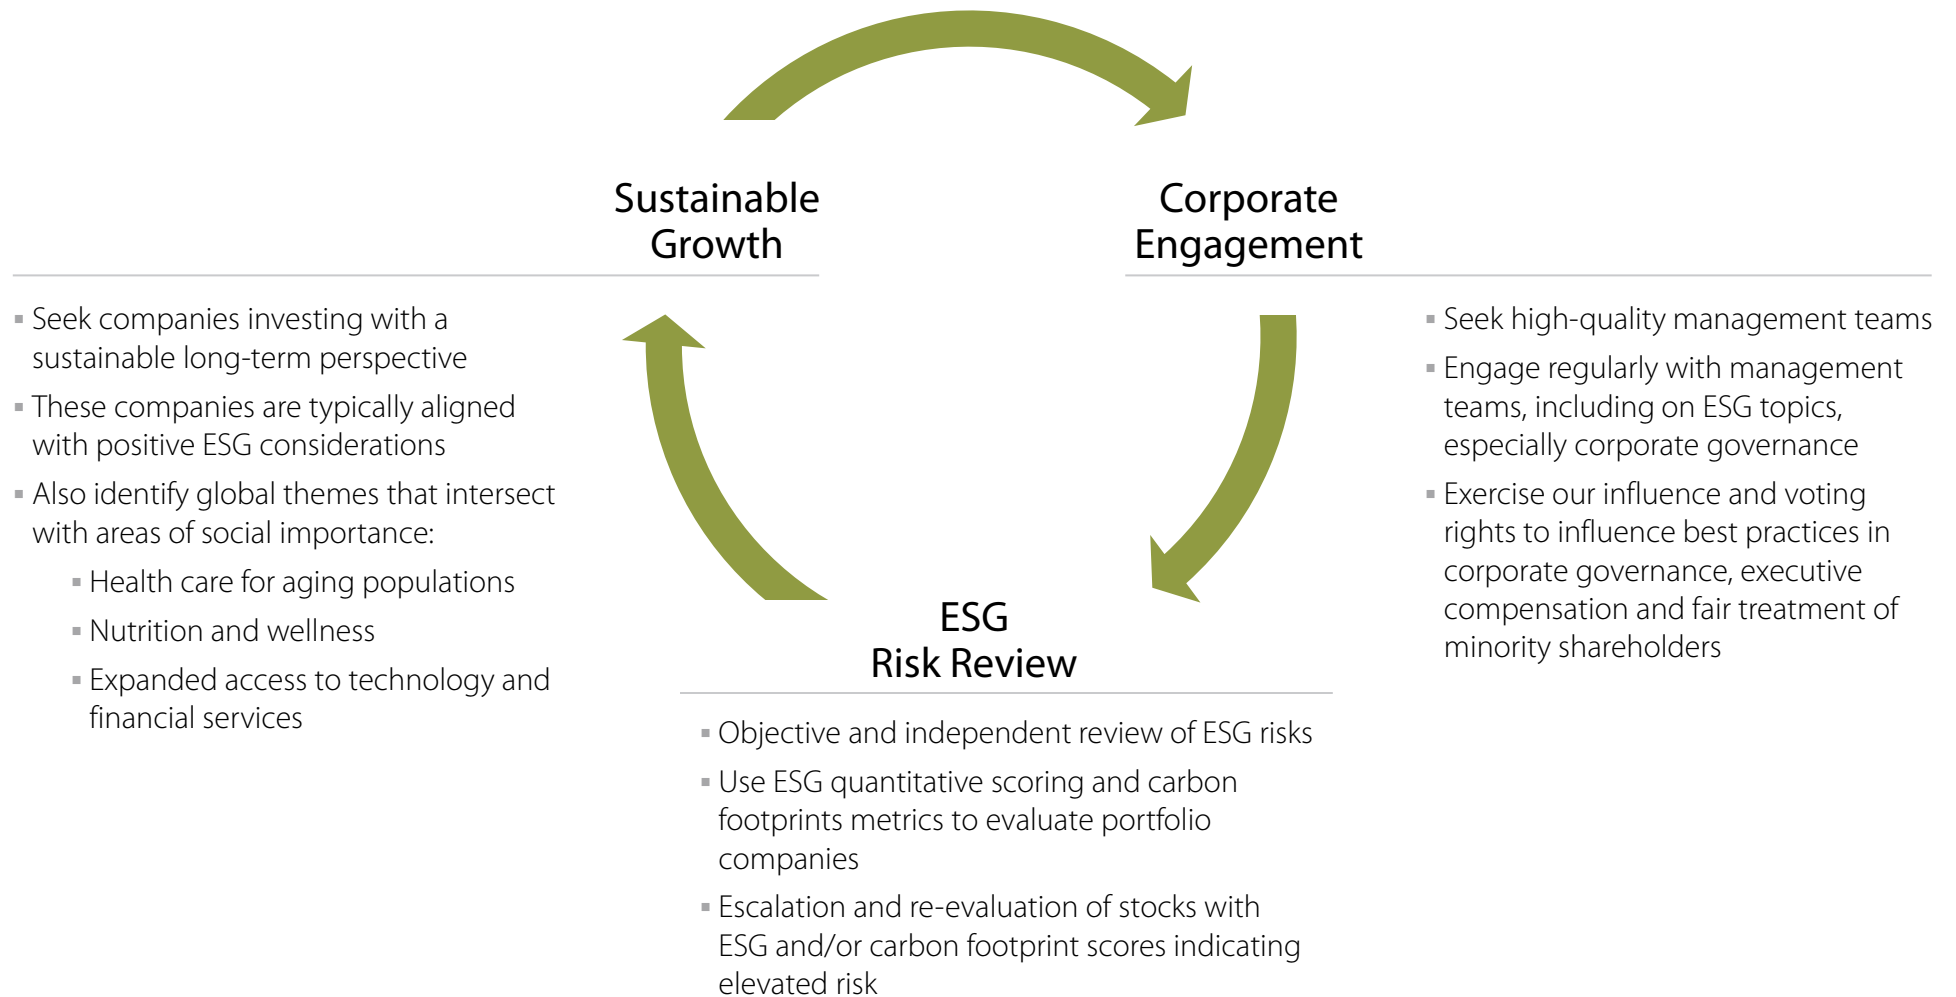 Sustainable
Growth
▪ Seek companies investing with a
sustainable long-term perspective
▪ These companies are typically aligned
with positive ESG considerations
▪ Also identify global themes that intersect
with areas of social importance:
▪ Health care for aging populations
▪ Nutrition and wellness
▪ Expanded access to technology and
financial services
Corporate
Engagement
▪ Seek high-quality management teams
▪ Engage regularly with management
teams, including on ESG topics,
especially corporate governance
▪ Exercise our influence and voting
rights to influence best practices in
corporate governance, executive
compensation and fair treatment of
minority shareholders
ESG
Risk Review
▪ Objective and independent review of ESG risks
▪ Use ESG quantitative scoring and carbon
footprints metrics to evaluate portfolio
companies
▪ Escalation and re-evaluation of stocks with
ESG and/or carbon footprint scores indicating
elevated risk